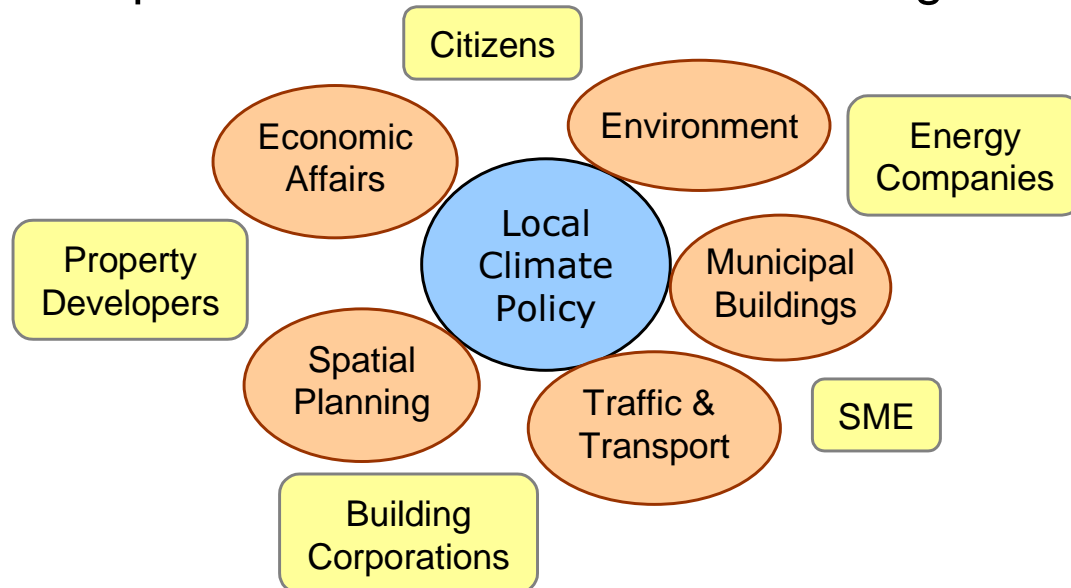 Citizens
Environment
Economic
Affairs
Energy
Companies
Local
Climate
Policy
Property
Developers
Municipal
Buildings
Spatial
Planning
Traffic &
Transport
SME
Building
Corporations